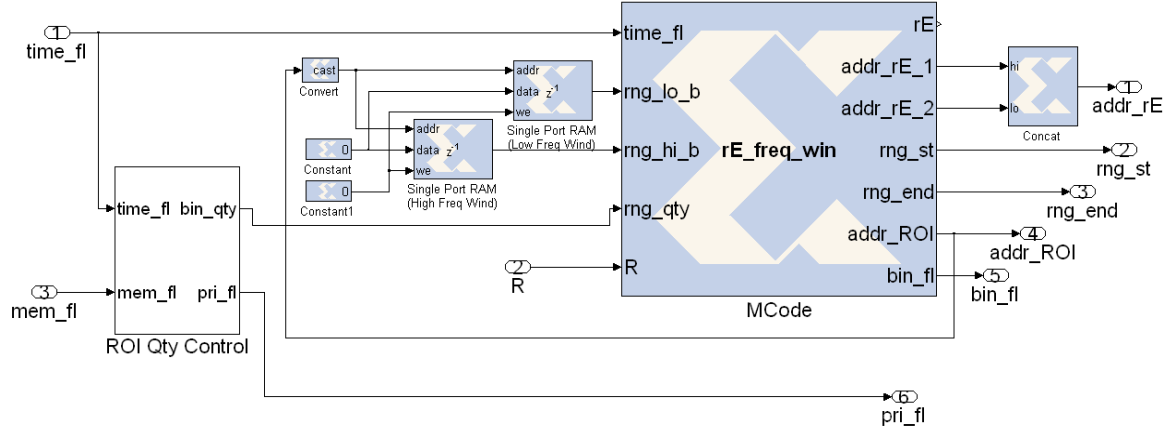 1
time_fl
cast
Convert
0
Constant
0
Constant1
addr
data z⁻¹
we
Single Port RAM
(Low Freq Wind)
addr
data z⁻¹
we
Single Port RAM
(High Freq Wind)
time_fl
rng_lo_b
rng_hi_b
rng_qty
R
rE_freq_win
rE
addr_rE_1
addr_rE_2
rng_st
rng_end
addr_ROI
bin_fl
MCode
hi
lo
Concat
1
addr_rE
2
rng_st
3
rng_end
4
addr_ROI
5
bin_fl
2
R
time_fl bin_qty
mem_fl pri_fl
ROI Qty Control
3
mem_fl
6
pri_fl